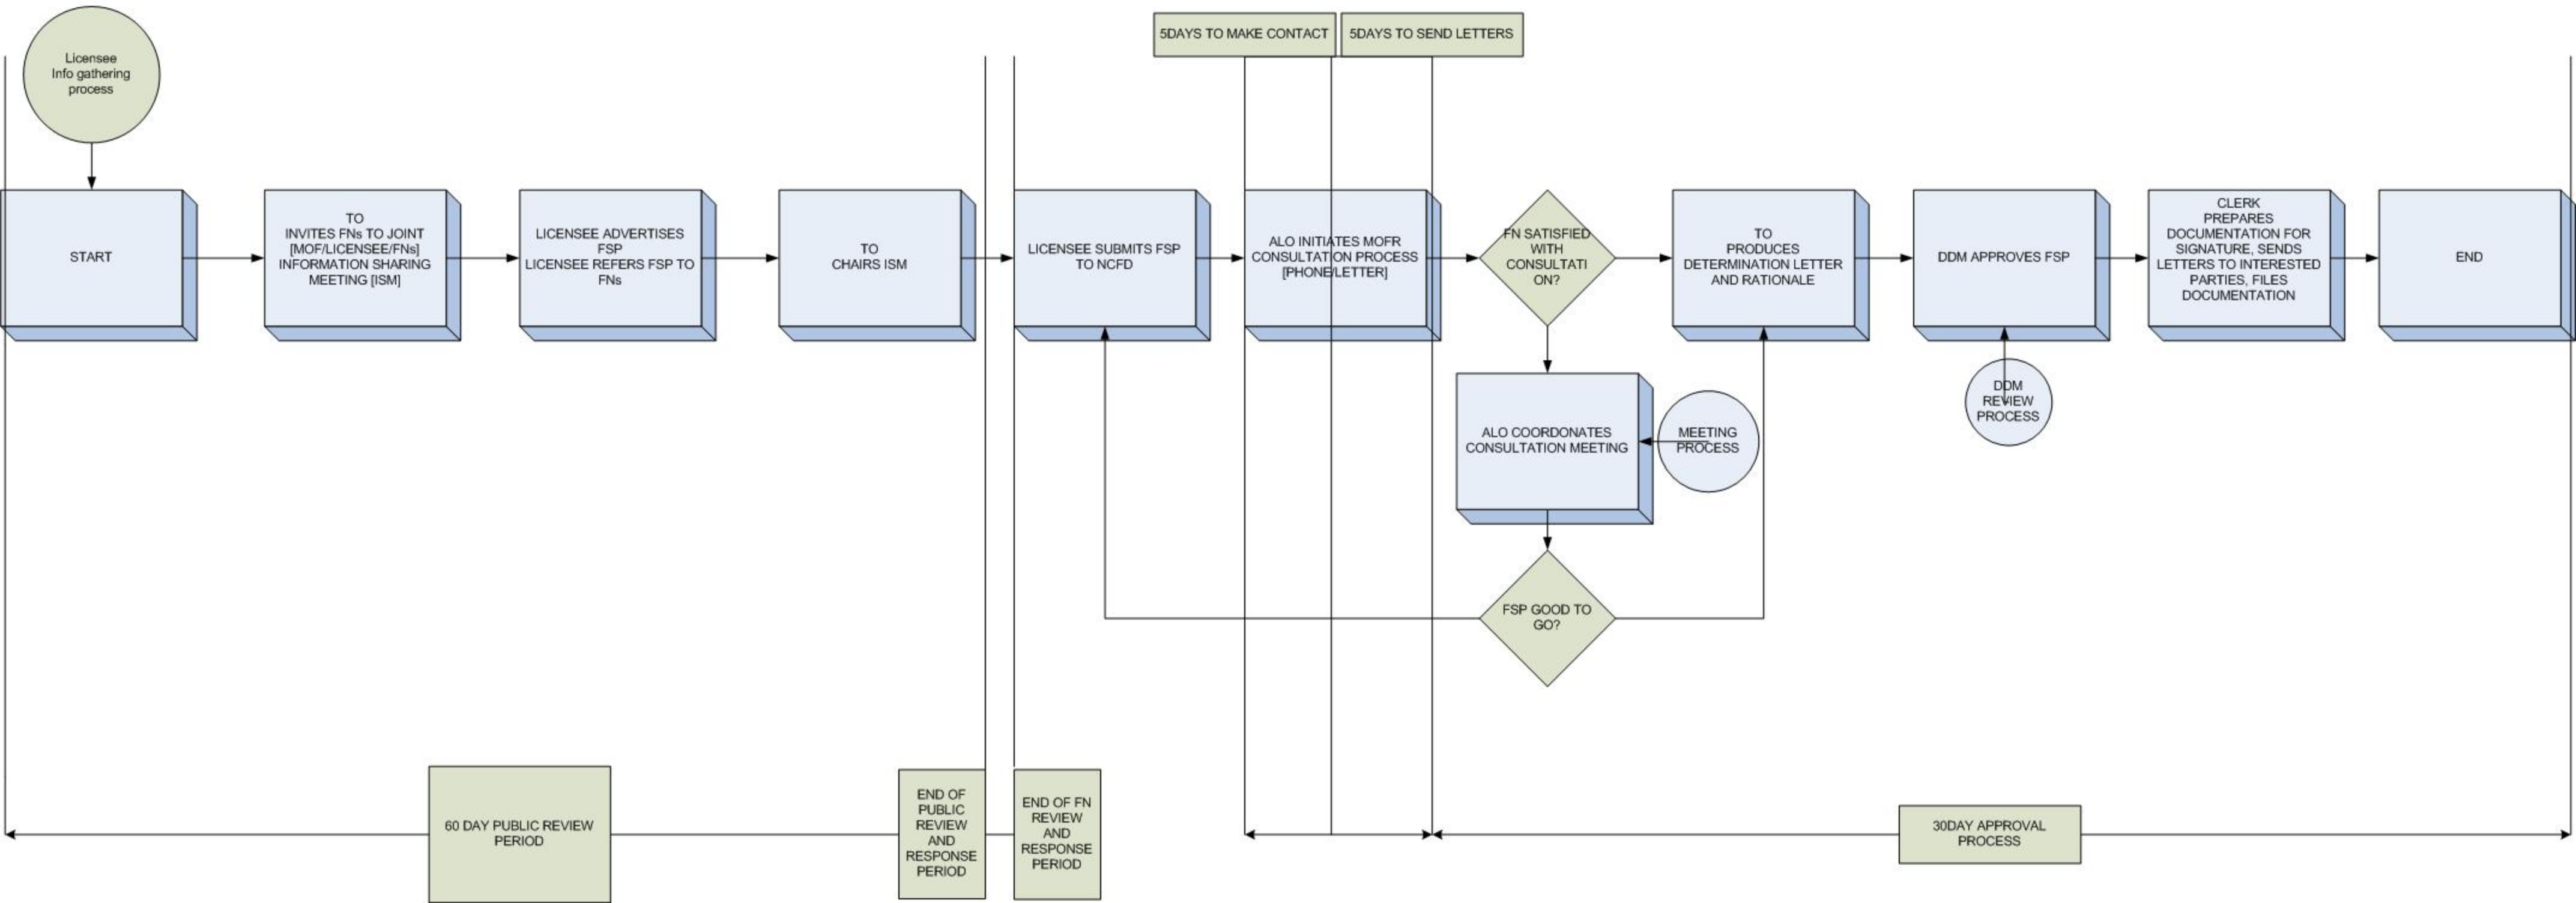 Licensee
Info gathering
process
5DAYS TO MAKE CONTACT
5DAYS TO SEND LETTERS
START
TO
INVITES FNs TO JOINT
[MOF/LICENSEE/FNs]
INFORMATION SHARING
MEETING [ISM]
LICENSEE ADVERTISES
FSP
LICENSEE REFERS FSP TO
FNs
TO
CHAIRS ISM
LICENSEE SUBMITS FSP
TO NCFD
ALO INITIATES MOFR
CONSULTATION PROCESS
[PHONE/LETTER]
FN SATISFIED
WITH
CONSULTATI
ON?
TO
PRODUCES
DETERMINATION LETTER
AND RATIONALE
DDM APPROVES FSP
CLERK
PREPARES
DOCUMENTATION FOR
SIGNATURE, SENDS
LETTERS TO INTERESTED
PARTIES, FILES
DOCUMENTATION
END
ALO COORDONATES
CONSULTATION MEETING
MEETING
PROCESS
DDM
REVIEW
PROCESS
FSP GOOD TO
GO?
60 DAY PUBLIC REVIEW
PERIOD
END OF
PUBLIC
REVIEW
AND
RESPONSE
PERIOD
END OF FN
REVIEW
AND
RESPONSE
PERIOD
30DAY APPROVAL
PROCESS